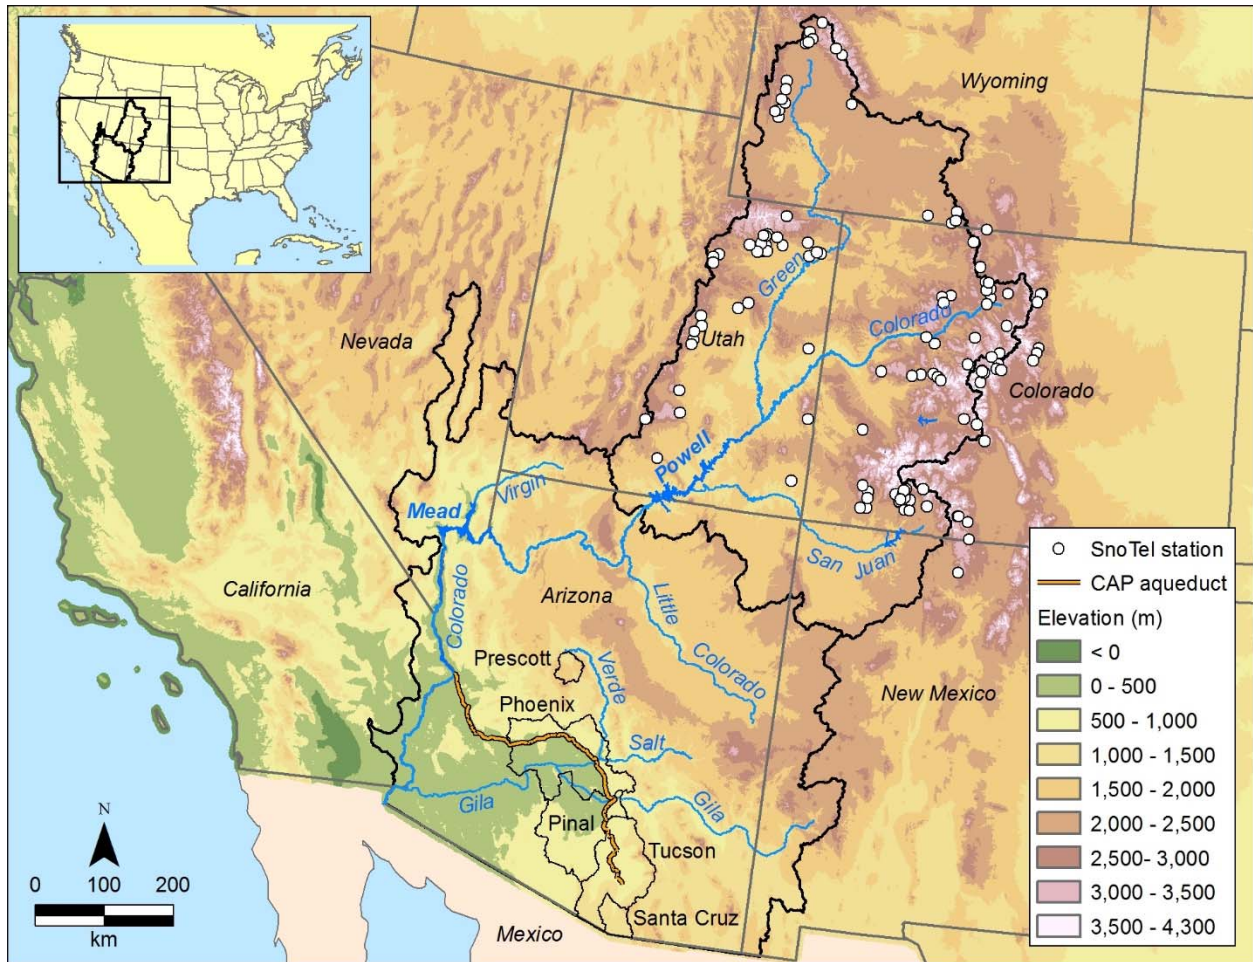 Wyoming
Nevada
Utah
Green
Colorado
Colorado
Powell
Mead
Virgin
San Juan
California
Colorado
Arizona
Little Colorado
New Mexico
Prescott
Verde
Phoenix
Salt
Gila
Gila
Pinal
Tucson
Santa Cruz
Mexico
N
0 100 200
km
SnoTel station
CAP aqueduct
Elevation (m)
< 0
0 - 500
500 - 1,000
1,000 - 1,500
1,500 - 2,000
2,000 - 2,500
2,500- 3,000
3,000 - 3,500
3,500 - 4,300